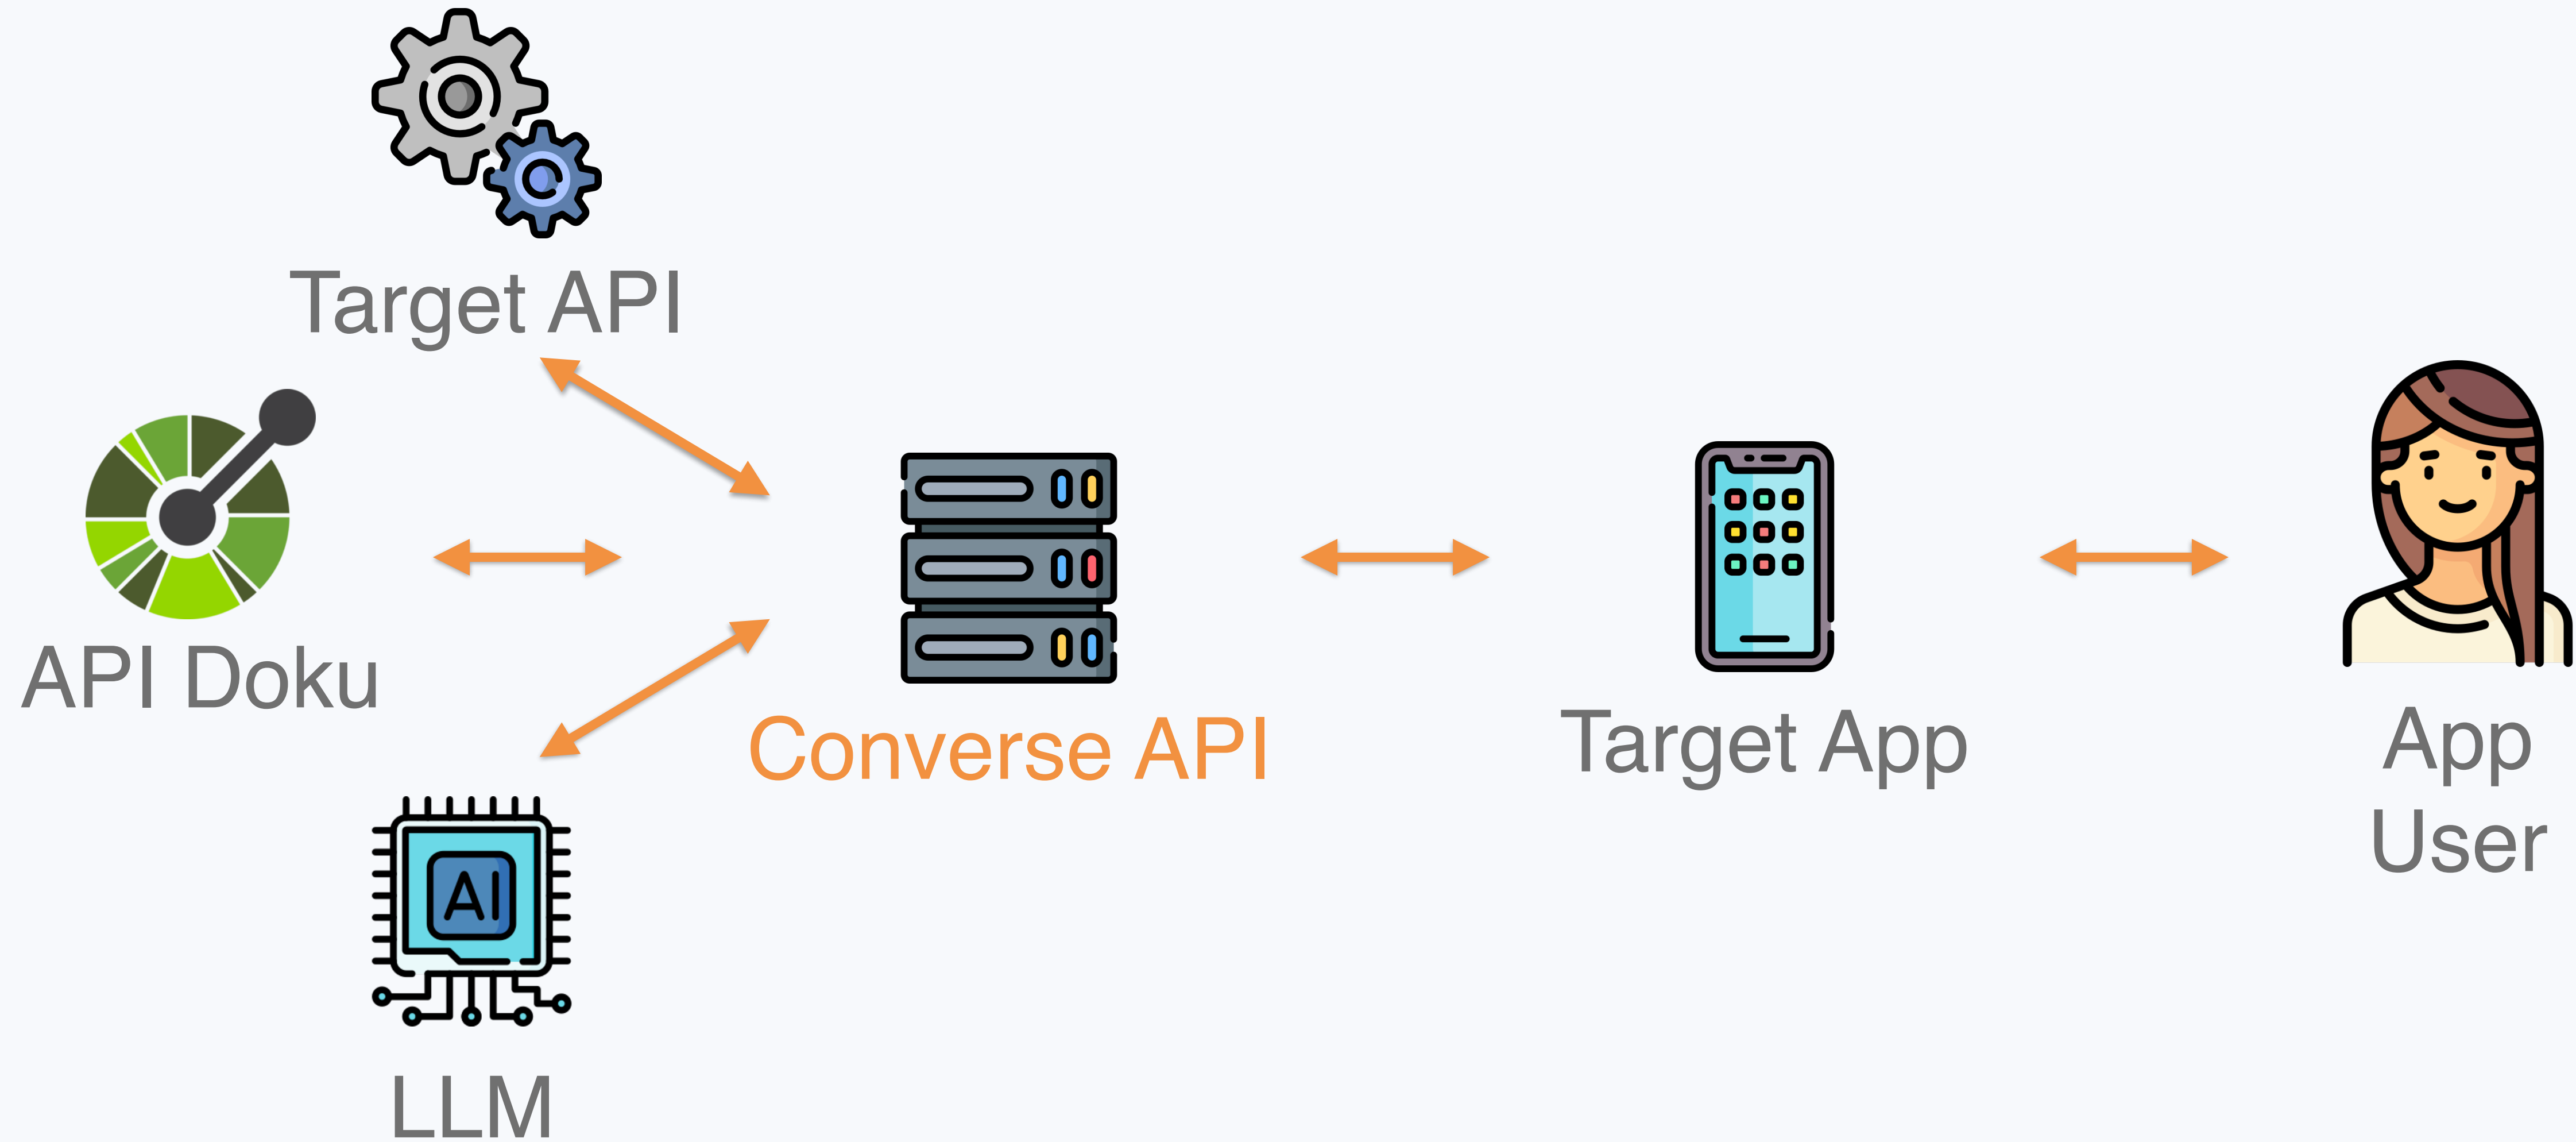 Target API
API Doku
Converse API
Target App
App
User
AI
LLM